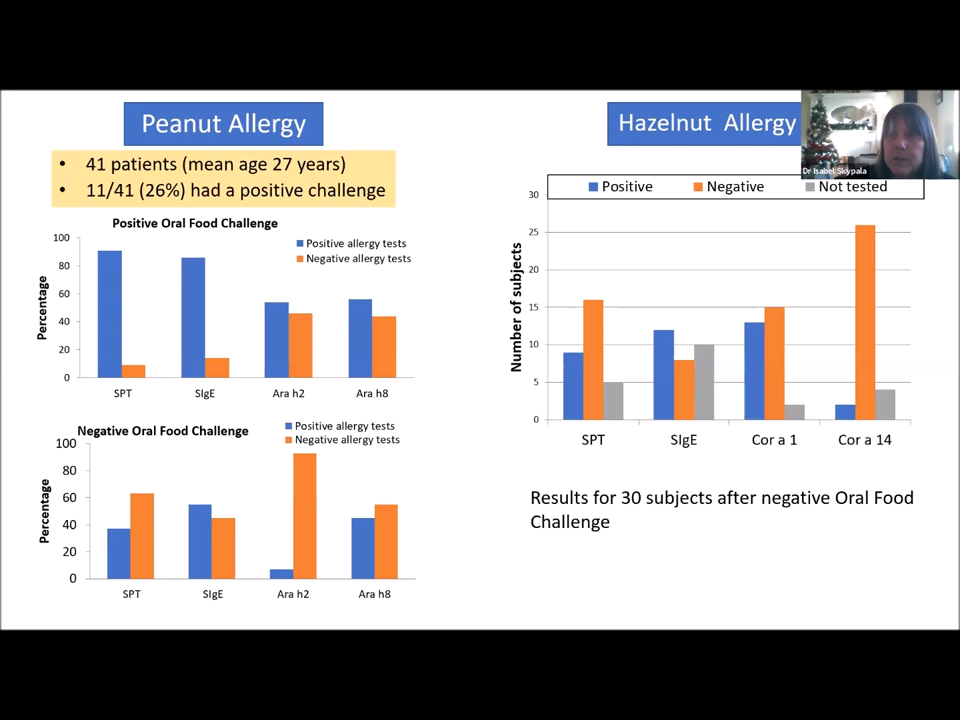 Peanut Allergy
• 41 patients (mean age 27 years)
• 11/41 (26%) had a positive challenge
Positive Oral Food Challenge
Positive allergy tests
Negative allergy tests
Percentage
100
80
60
40
20
0
SPT SIgE Ara h2 Ara h8
Negative Oral Food Challenge
Positive allergy tests
Negative allergy tests
Percentage
100
80
60
40
20
0
SPT SIgE Ara h2 Ara h8
Hazelnut Allergy
Dr Isabel Skypala
Positive Negative Not tested
Number of subjects
30
25
20
15
10
5
0
SPT SIgE Cor a 1 Cor a 14
Results for 30 subjects after negative Oral Food
Challenge